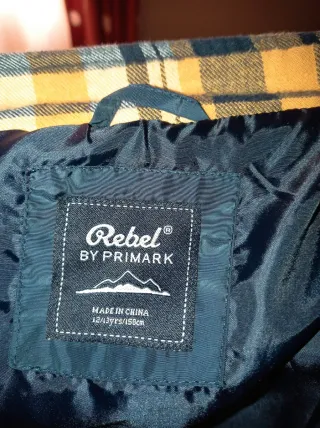 Rebel®
BY PRIMARK
MADE IN CHINA
12/13yrs/158cm